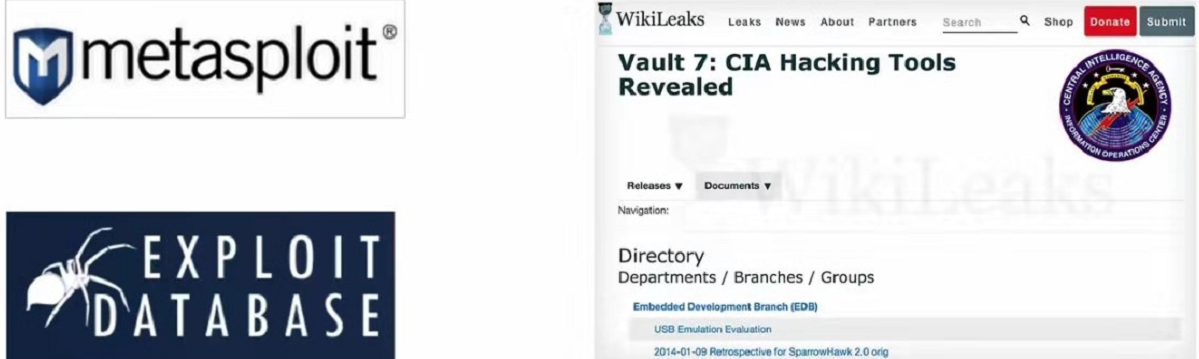 metasploit®
EXPLOIT
DATABASE
WikiLeaks
Leaks News About Partners Search Shop Donate Submit
Vault 7: CIA Hacking Tools
Revealed
CENTRAL INTELLIGENCE AGENCY
INFORMATION OPERATIONS CENTER
WikiLeaks
Releases ▼ Documents ▼
Navigation:
Directory
Departments / Branches / Groups
Embedded Development Branch (EDB)
USB Emulation Evaluation
2014-01-09 Retrospective for SparrowHawk 2.0 orig